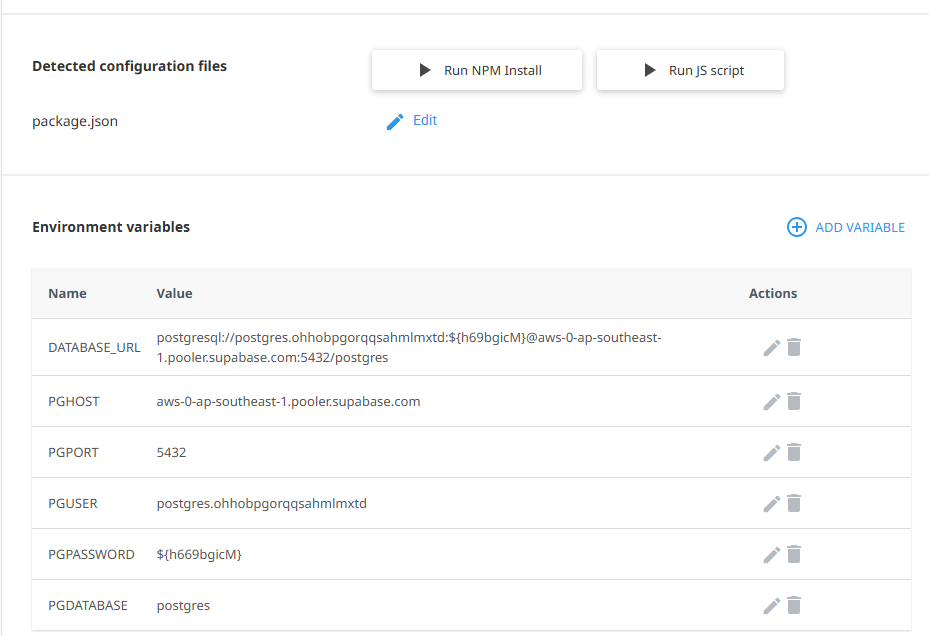 Detected configuration files
Run NPM Install
Run JS script
package.json
Edit
Environment variables
ADD VARIABLE
Name Value Actions
DATABASE_URL postgresql://postgres.ohhobpgorqqsahmlmxtd:${h69bgicM}@aws-0-ap-southeast-
1.pooler.supabase.com:5432/postgres
PGHOST aws-0-ap-southeast-1.pooler.supabase.com
PGPORT 5432
PGUSER postgres.ohhobpgorqqsahmlmxtd
PGPASSWORD ${h669bgicM}
PGDATABASE postgres